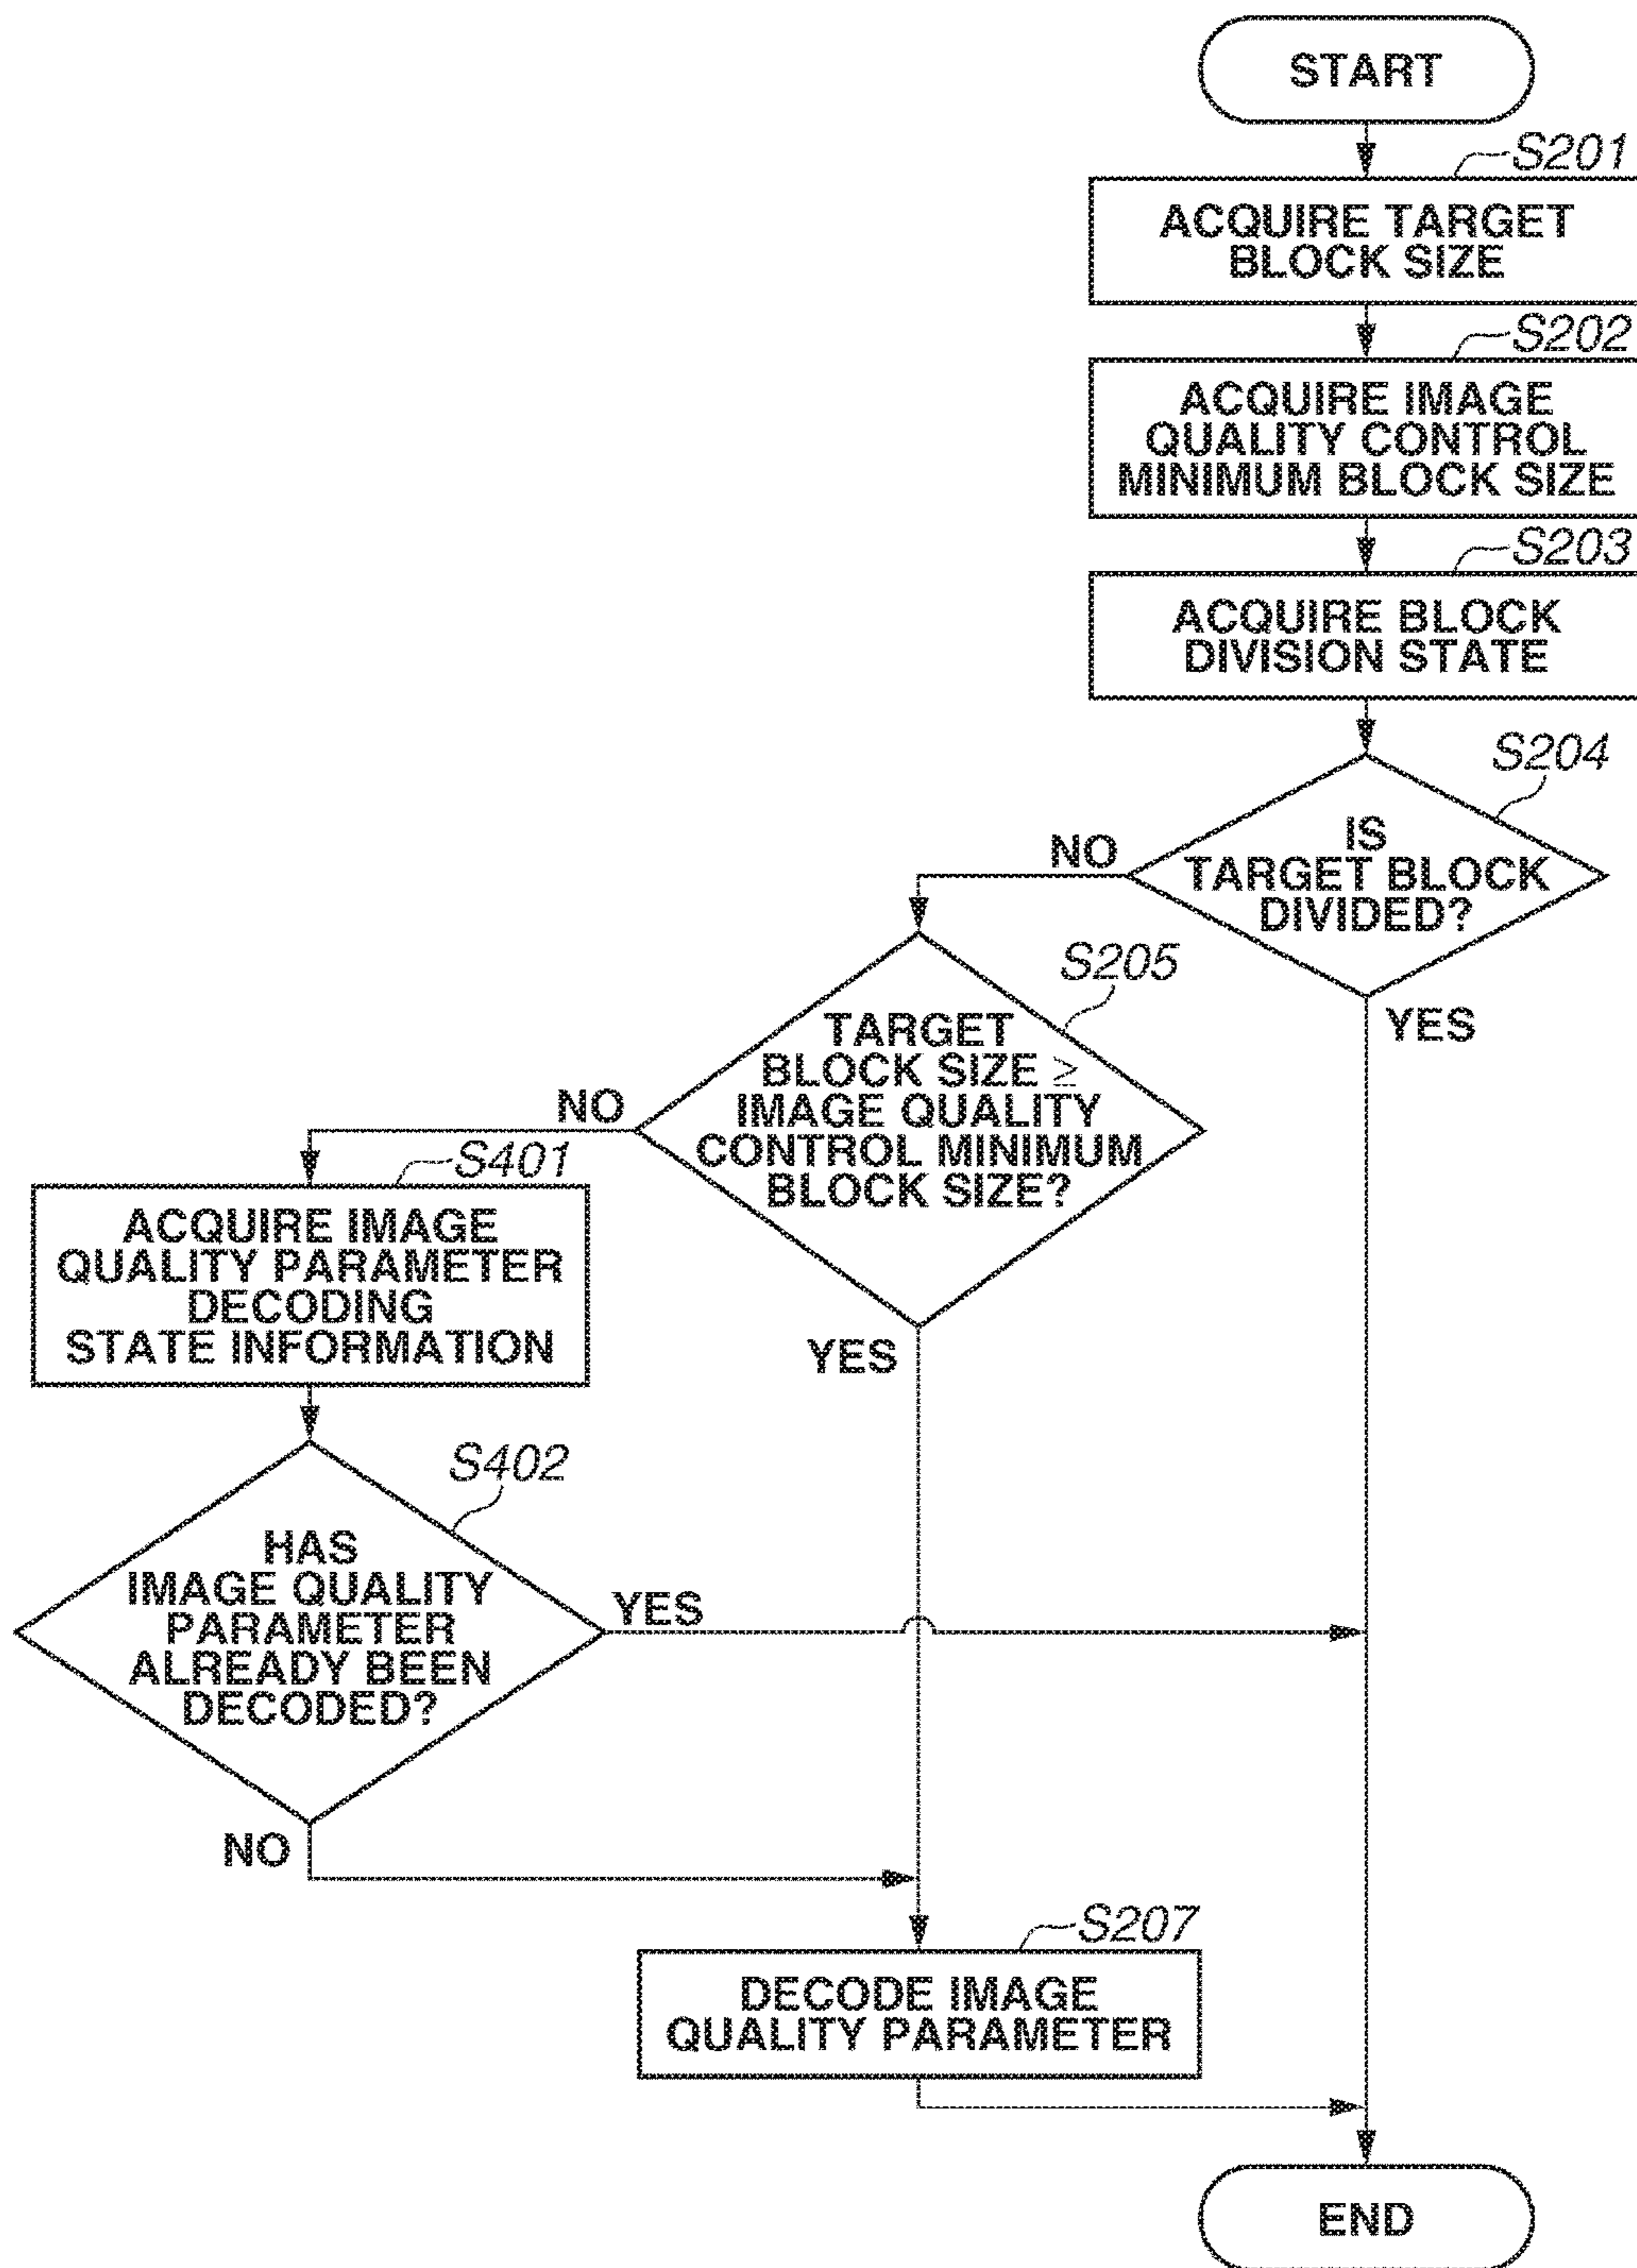 START
S201
ACQUIRE TARGET
BLOCK SIZE
S202
ACQUIRE IMAGE
QUALITY CONTROL
MINIMUM BLOCK SIZE
S203
ACQUIRE BLOCK
DIVISION STATE
S204
IS
TARGET BLOCK
DIVIDED?
NO
YES
S205
TARGET
BLOCK SIZE ≥
IMAGE QUALITY
CONTROL MINIMUM
BLOCK SIZE?
NO
YES
S401
ACQUIRE IMAGE
QUALITY PARAMETER
DECODING
STATE INFORMATION
S402
HAS
IMAGE QUALITY
PARAMETER
ALREADY BEEN
DECODED?
YES
NO
S207
DECODE IMAGE
QUALITY PARAMETER
END